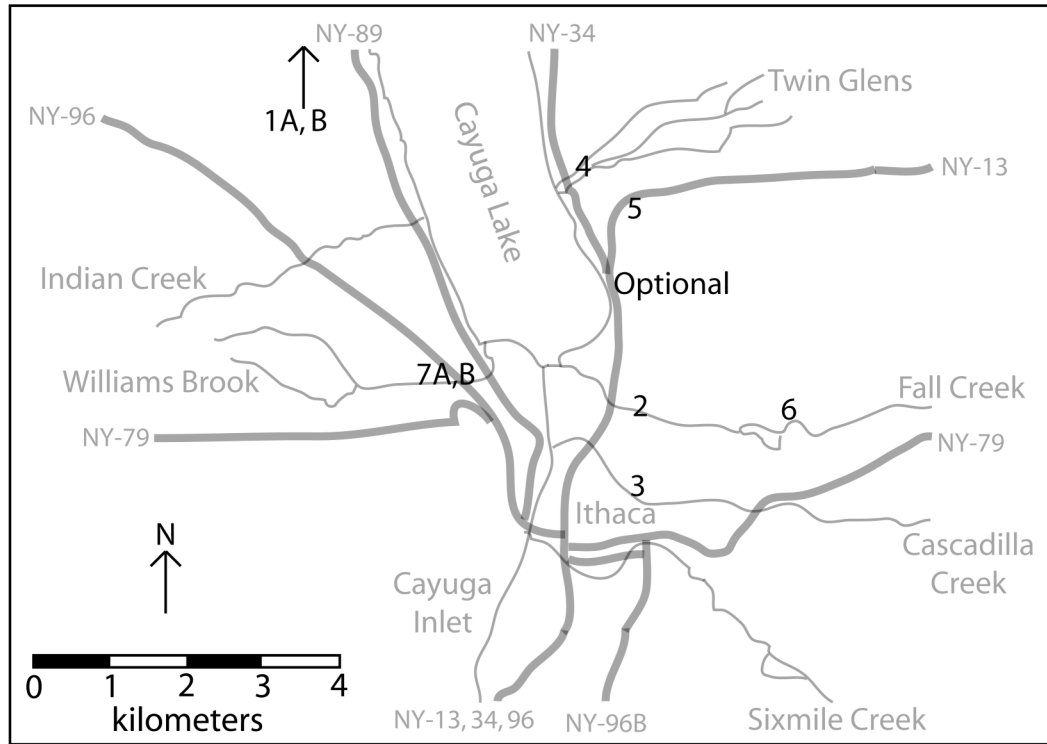 NY-89
NY-34
1A, B
Twin Glens
NY-96
Cayuga Lake
4
NY-13
5
Indian Creek
Optional
Williams Brook
7A,B
2
6
Fall Creek
NY-79
NY-79
3
Ithaca
N
Cascadilla
Creek
Cayuga
Inlet
0 1 2 3 4
kilometers
NY-13, 34, 96
NY-96B
Sixmile Creek